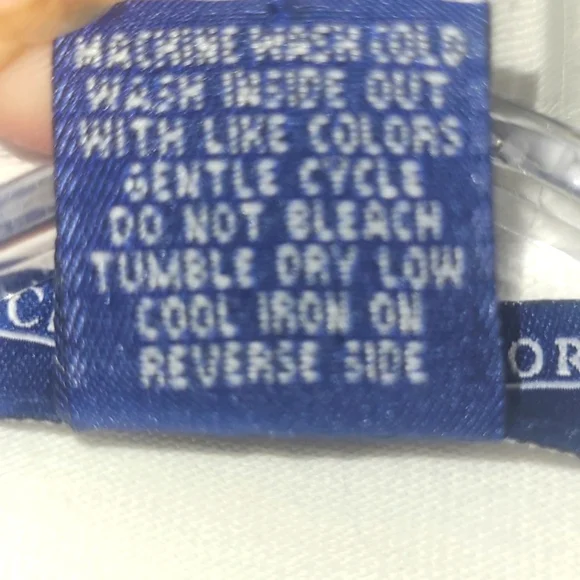 MACHINE WASH COLD
WASH INSIDE OUT
WITH LIKE COLORS
GENTLE CYCLE
DO NOT BLEACH
TUMBLE DRY LOW
COOL IRON ON
REVERSE SIDE
OR